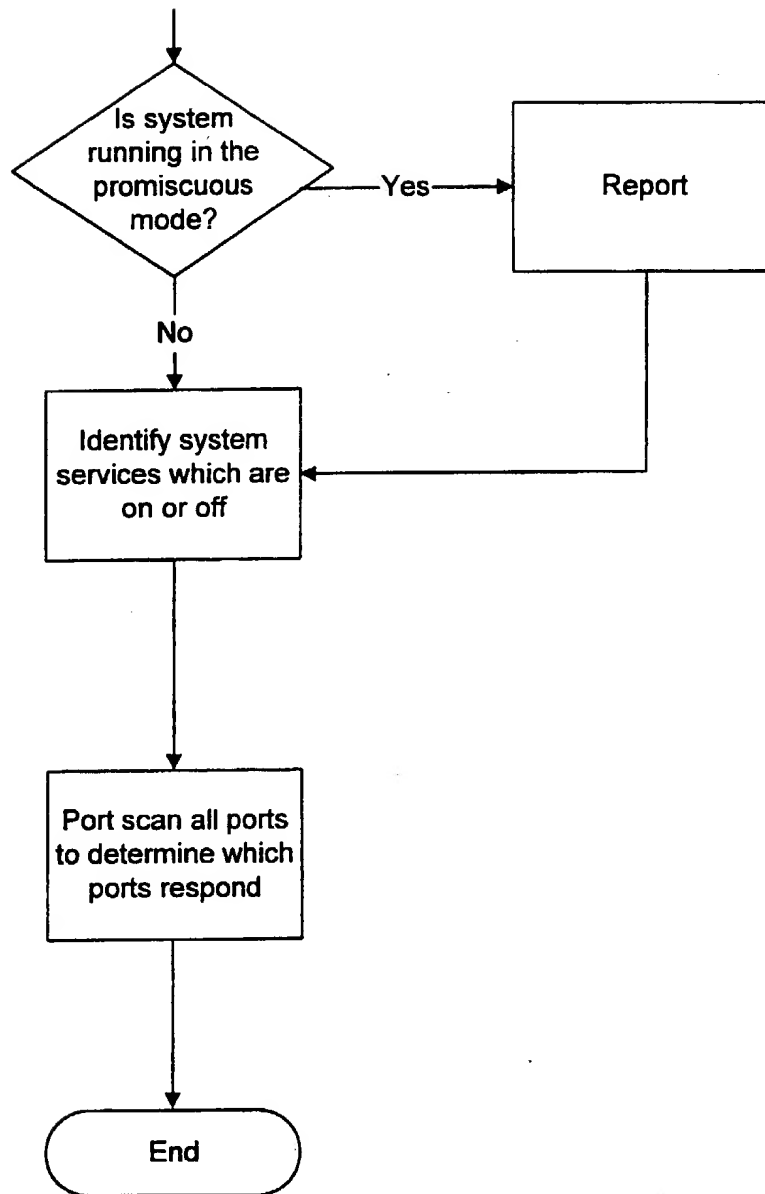 Is system
running in the
promiscuous
mode?
Yes
Report
No
Identify system
services which are
on or off
Port scan all ports
to determine which
ports respond
End